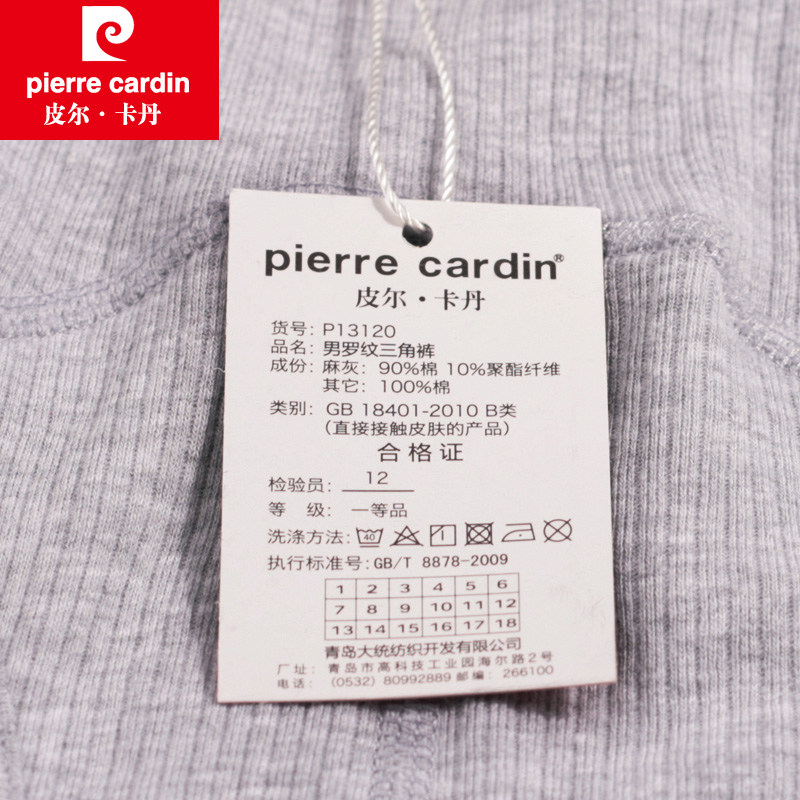 pierre cardin
皮尔·卡丹
pierre cardin®
皮尔·卡丹
货号: P13120
品名: 男罗纹三角裤
成份: 麻灰: 90%棉 10%聚酯纤维
其它: 100%棉
类别: GB 18401-2010 B类
（直接接触皮肤的产品）
合格证
检验员: 12
等 级: 一等品
洗涤方法: 40
执行标准号: GB/T 8878-2009
1 2 3 4 5 6
7 8 9 10 11 12
13 14 15 16 17 18
青岛大统纺织开发有限公司
厂址: 青岛市高科技工业园海尔路2号
电话: (0532) 80992889 邮编: 266100